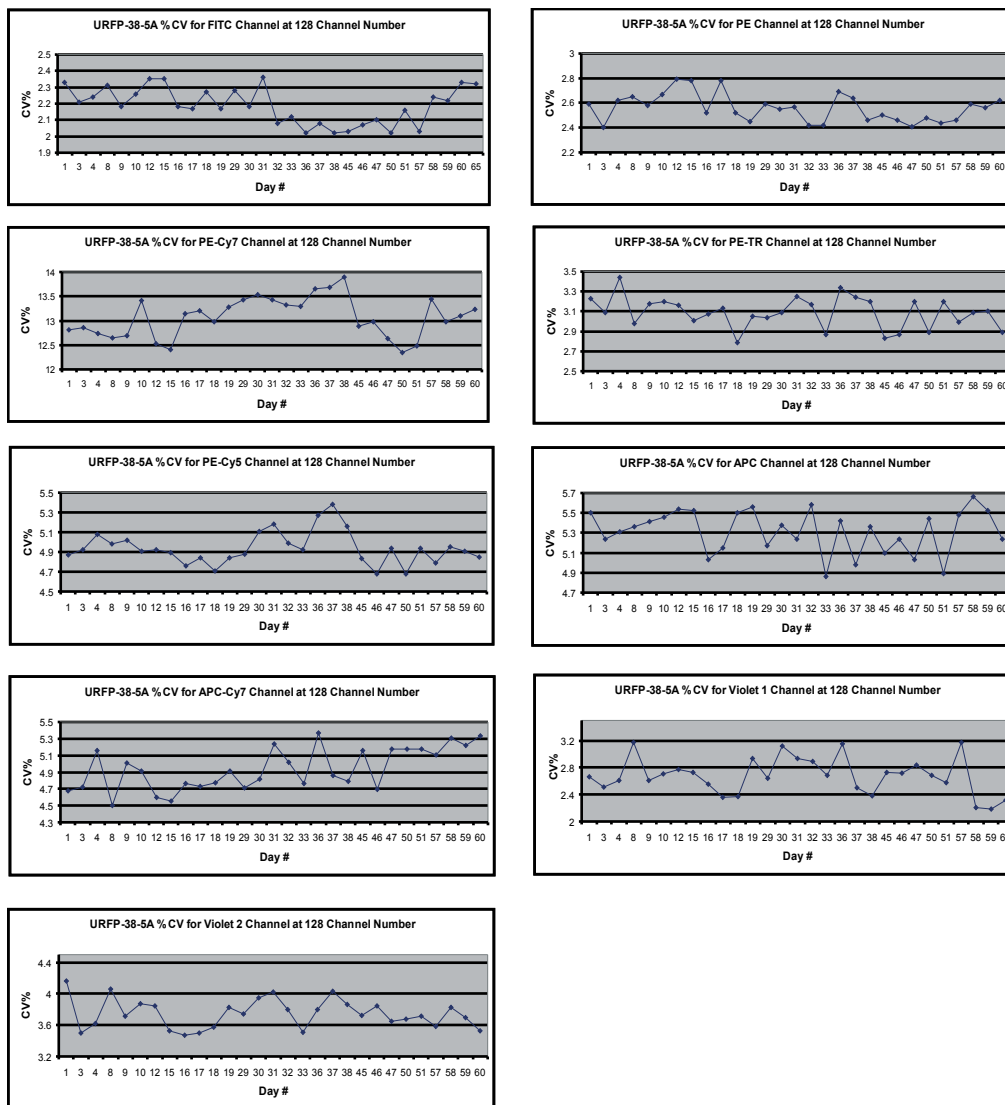 URFP-38-5A %CV for FITC Channel at 128 Channel Number
2.5
2.4
2.3
2.2
2.1
2
1.9
CV%
1 3 4 8 9 10 12 15 16 17 18 19 29 30 31 32 33 36 37 38 45 46 47 50 51 57 58 59 60 65
Day #
URFP-38-5A %CV for PE Channel at 128 Channel Number
3
2.8
2.6
2.4
2.2
CV%
1 3 4 8 9 10 12 15 16 17 18 19 29 30 31 32 33 36 37 38 45 46 47 50 51 57 58 59 60
Day #
URFP-38-5A %CV for PE-Cy7 Channel at 128 Channel Number
14
13.5
13
12.5
12
CV%
1 3 4 8 9 10 12 15 16 17 18 19 29 30 31 32 33 36 37 38 45 46 47 50 51 57 58 59 60
Day #
URFP-38-5A %CV for PE-TR Channel at 128 Channel Number
3.5
3.3
3.1
2.9
2.7
2.5
CV%
1 3 4 8 9 10 12 15 16 17 18 19 29 30 31 32 33 36 37 38 45 46 47 50 51 57 58 59 60
Day #
URFP-38-5A %CV for PE-Cy5 Channel at 128 Channel Number
5.5
5.3
5.1
4.9
4.7
4.5
CV%
1 3 4 8 9 10 12 15 16 17 18 19 29 30 31 32 33 36 37 38 45 46 47 50 51 57 58 59 60
Day #
URFP-38-5A %CV for APC Channel at 128 Channel Number
5.7
5.5
5.3
5.1
4.9
4.7
CV%
1 3 4 8 9 10 12 15 16 17 18 19 29 30 31 32 33 36 37 38 45 46 47 50 51 57 58 59 60
Day #
URFP-38-5A %CV for APC-Cy7 Channel at 128 Channel Number
5.5
5.3
5.1
4.9
4.7
4.5
4.3
CV%
1 3 4 8 9 10 12 15 16 17 18 19 29 30 31 32 33 36 37 38 45 46 47 50 51 57 58 59 60
Day #
URFP-38-5A %CV for Violet 1 Channel at 128 Channel Number
3.2
2.8
2.4
2
CV%
1 3 4 8 9 10 12 15 16 17 18 19 29 30 31 32 33 36 37 38 45 46 47 50 51 57 58 59
Day #
URFP-38-5A %CV for Violet 2 Channel at 128 Channel Number
4.4
4
3.6
3.2
CV%
1 3 4 8 9 10 12 15 16 17 18 19 29 30 31 32 33 36 37 38 45 46 47 50 51 57 58 59 60
Day #